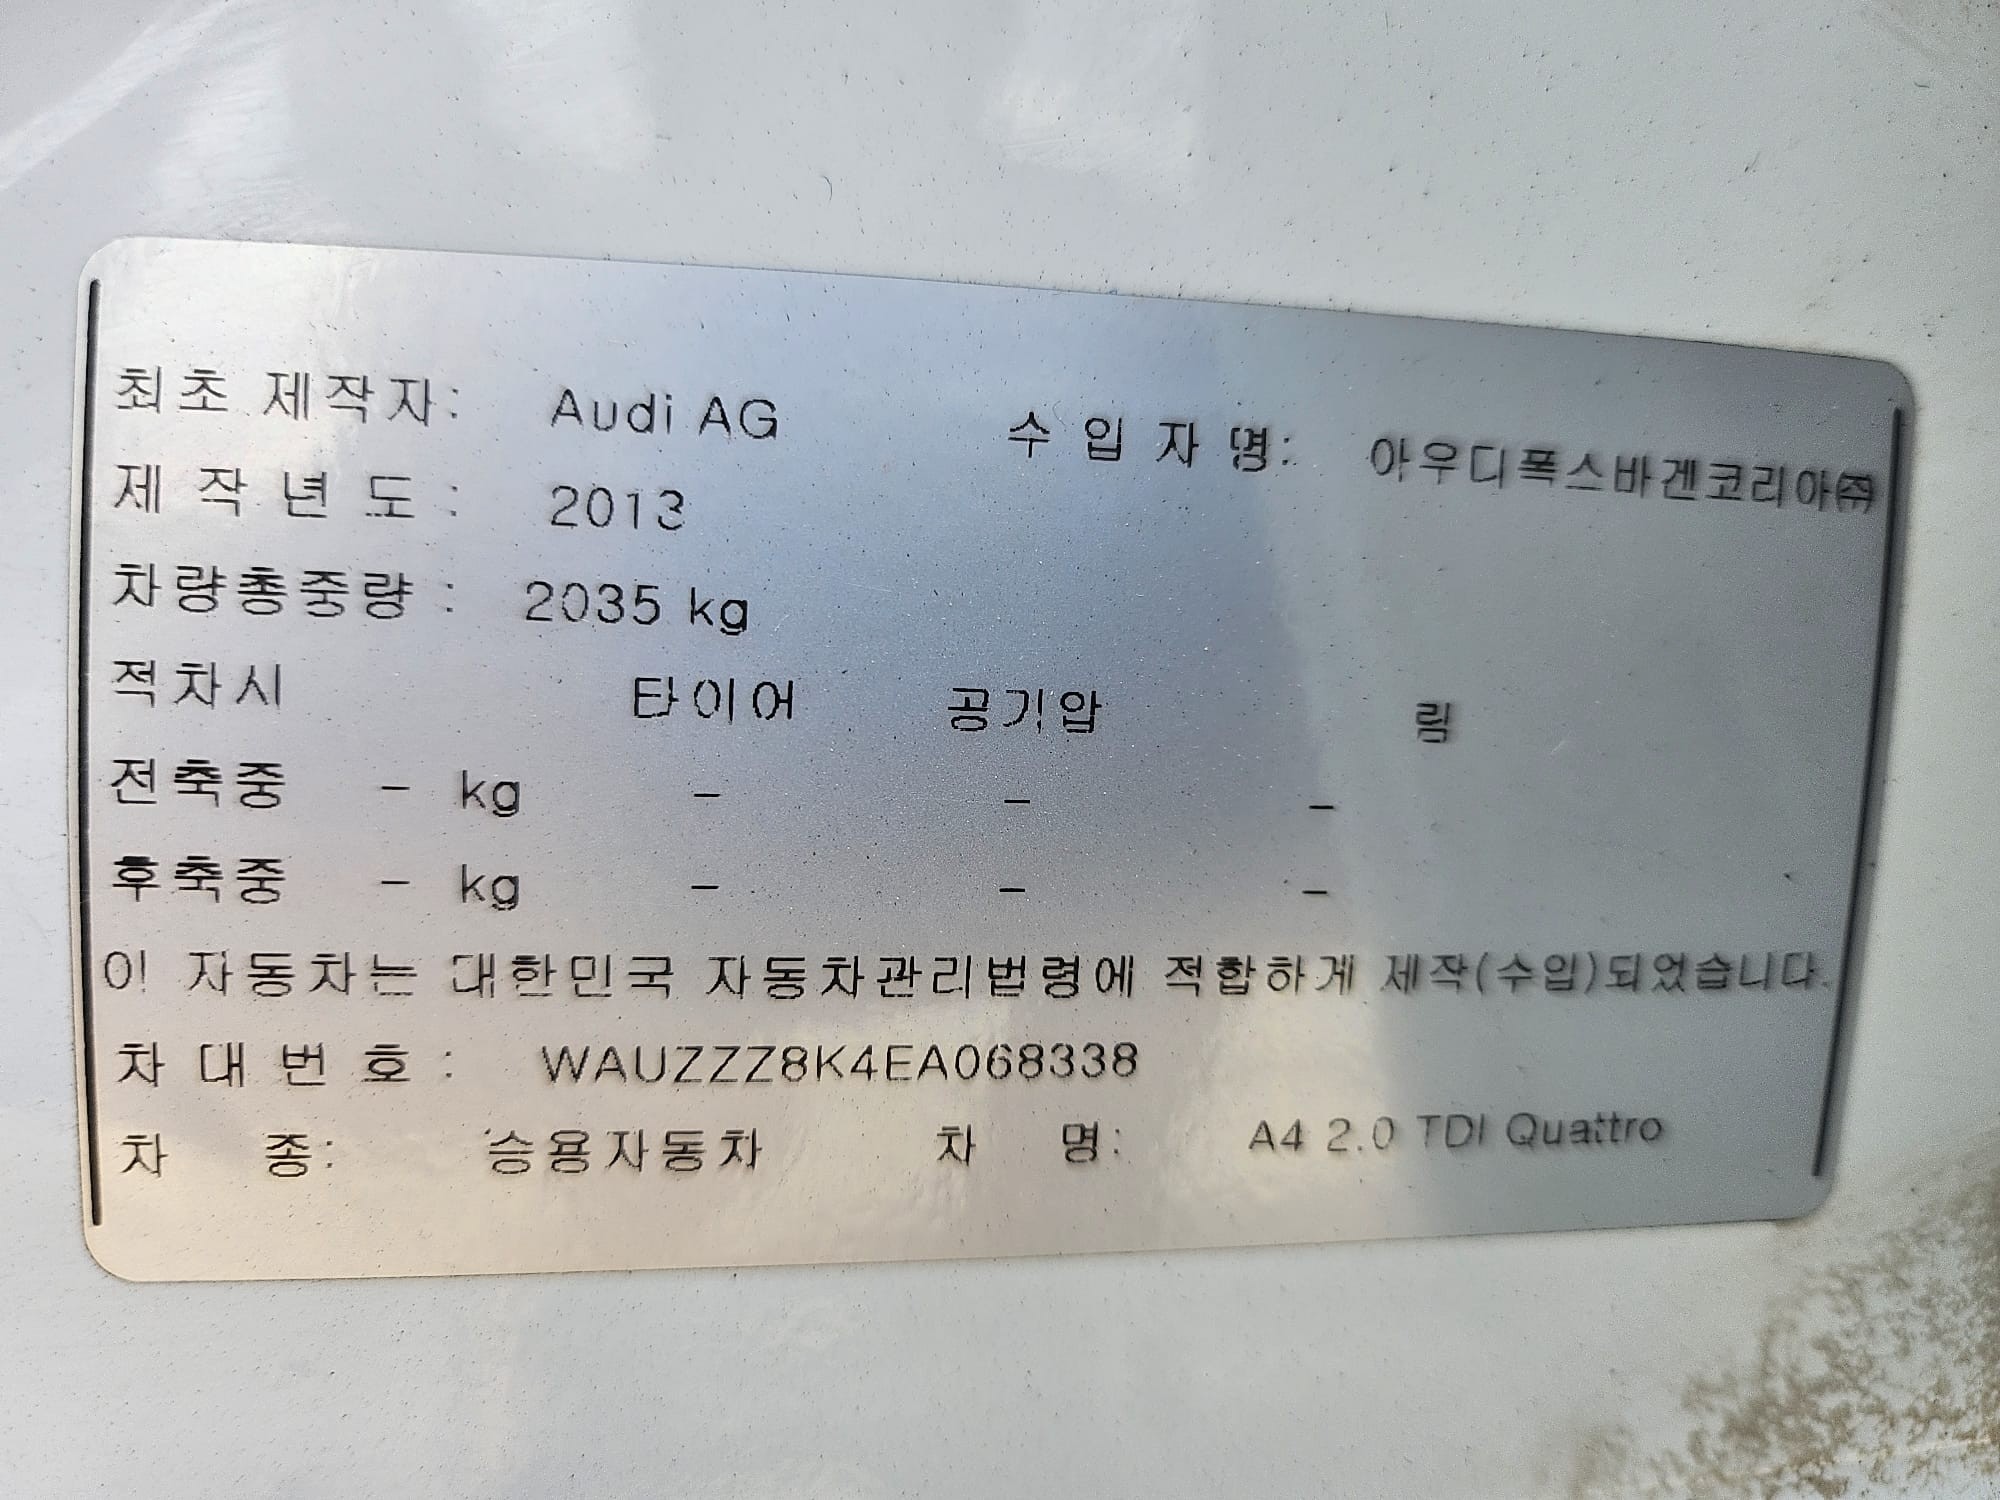 최초 제작자: Audi AG 수입자명: 아우디폭스바겐코리아㈜
제작년도: 2013
차량총중량: 2035 kg
적차시 타이어 공기압 림
전축중 - kg - - -
후축중 - kg - - -
이 자동차는 대한민국 자동차관리법령에 적합하게 제작(수입)되었습니다.
차대번호: WAUZZZ8K4EA068338
차 종: 승용자동차 차 명: A4 2.0 TDI Quattro